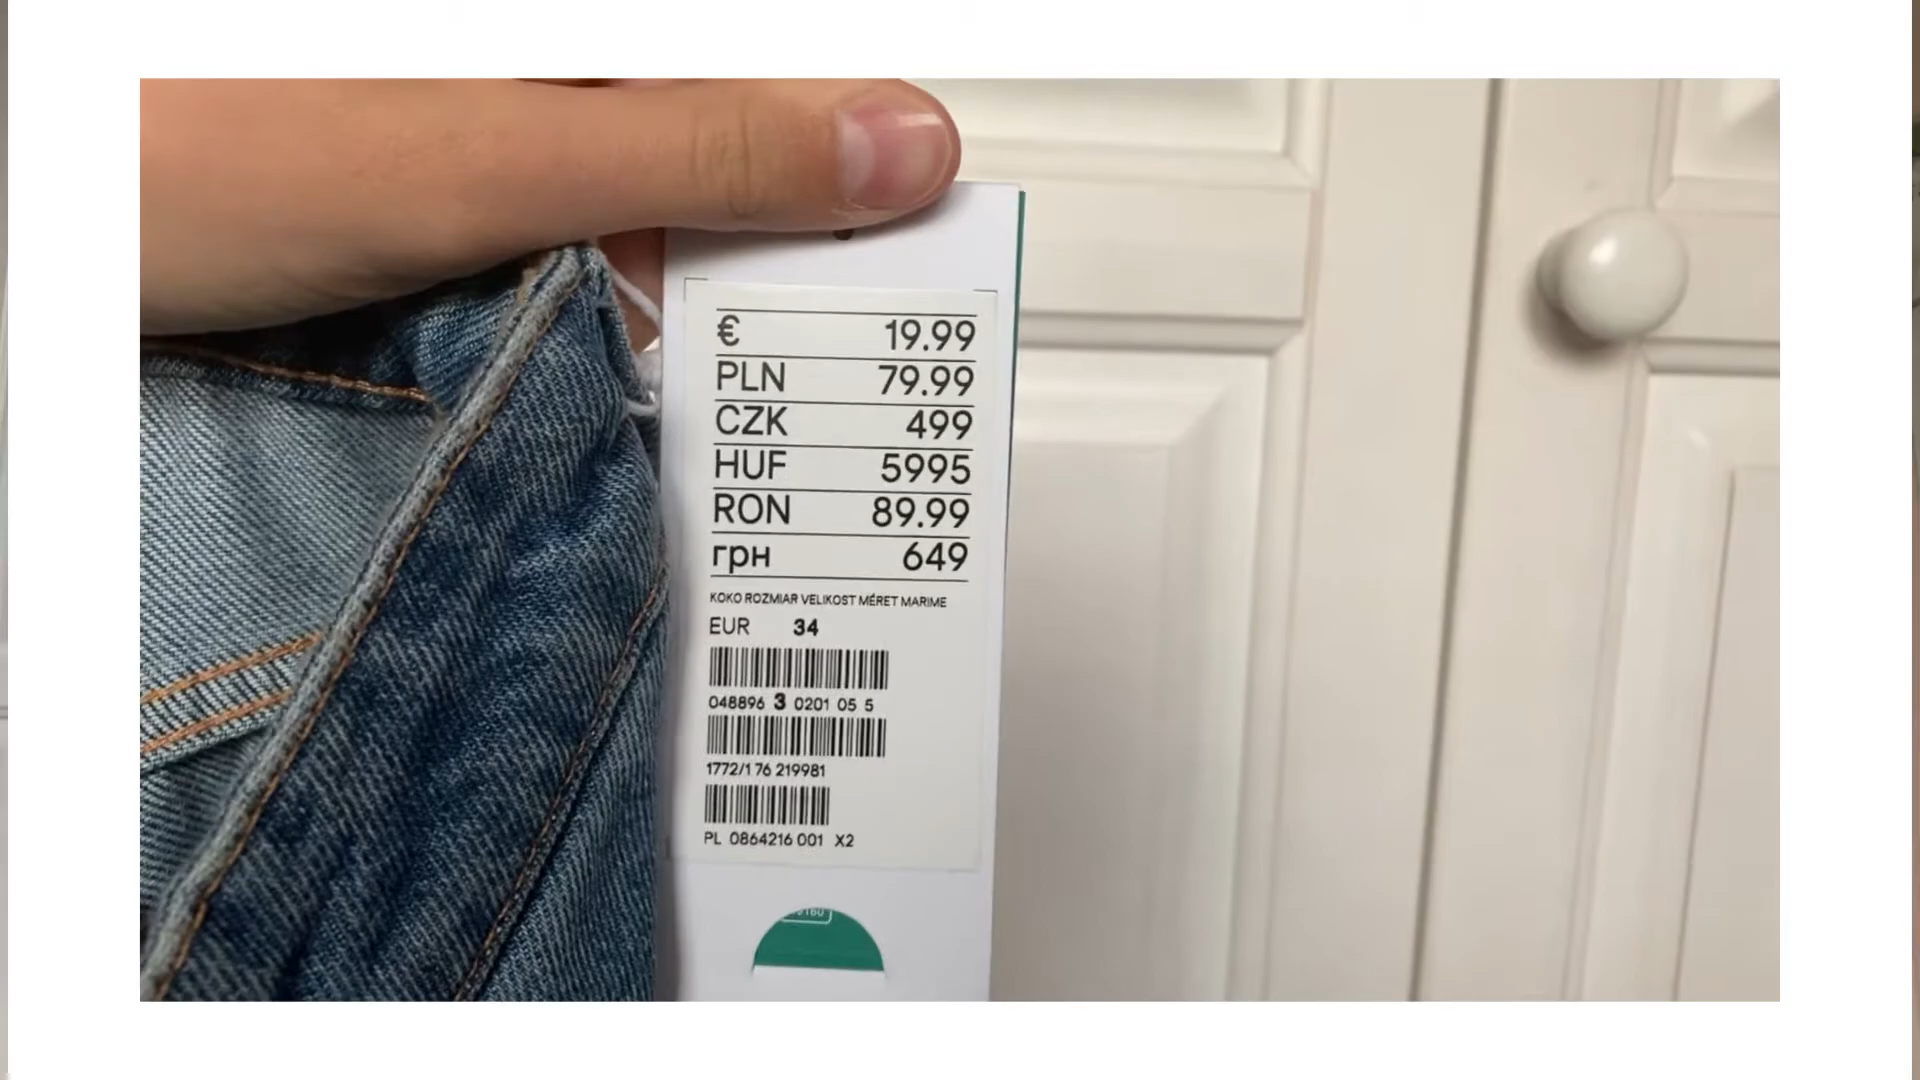 € 19.99
PLN 79.99
CZK 499
HUF 5995
RON 89.99
грн 649
KOKO ROZMIAR VELIKOST MÉRET MARIME
EUR 34
048896 3 0201 05 5
1772/1 76 219981
PL 0864216 001 X2